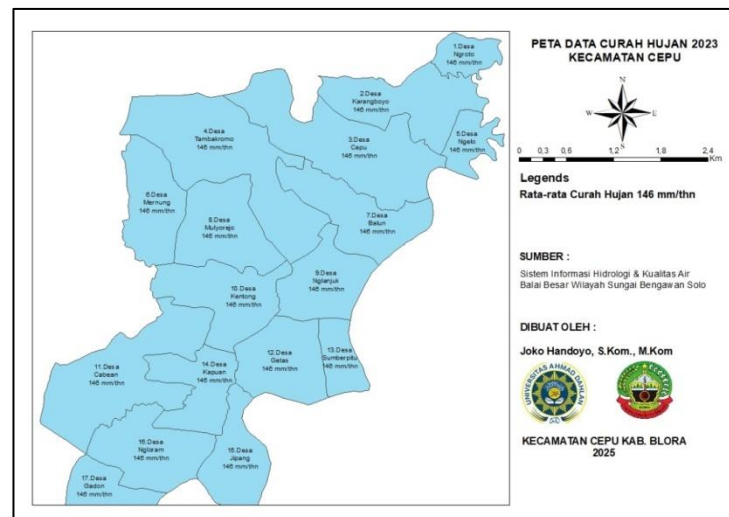 PETA DATA CURAH HUJAN 2023
KECAMATAN CEPU
N
W
E
S
0 0,3 0,6 1,2 1,8 2,4
Km
Legends
Rata-rata Curah Hujan 146 mm/thn
SUMBER :
Sistem Informasi Hidrologi & Kualitas Air
Balai Besar Wilayah Sungai Bengawan Solo
DIBUAT OLEH :
Joko Handoyo, S.Kom., M.Kom
UNIVERSITAS AHMAD DAHLAN
KECAMATAN CEPU KAB. BLORA
2025
1.Desa
Ngroto
146 mm/thn
2.Desa
Karangboyo
146 mm/thn
3.Desa
Cepu
146 mm/thn
4.Desa
Tambakromo
146 mm/thn
5.Desa
Ngelo
146 mm/thn
6.Desa
Mernung
146 mm/thn
7.Desa
Balun
146 mm/thn
8.Desa
Mulyorejo
146 mm/thn
9.Desa
Nglanjuk
146 mm/thn
10.Desa
Kentong
146 mm/thn
11.Desa
Cabean
146 mm/thn
12.Desa
Getas
146 mm/thn
13.Desa
Sumberpitu
146 mm/thn
14.Desa
Kapuan
146 mm/thn
15.Desa
Jipang
146 mm/thn
16.Desa
Ngloram
146 mm/thn
17.Desa
Gadon
146 mm/thn